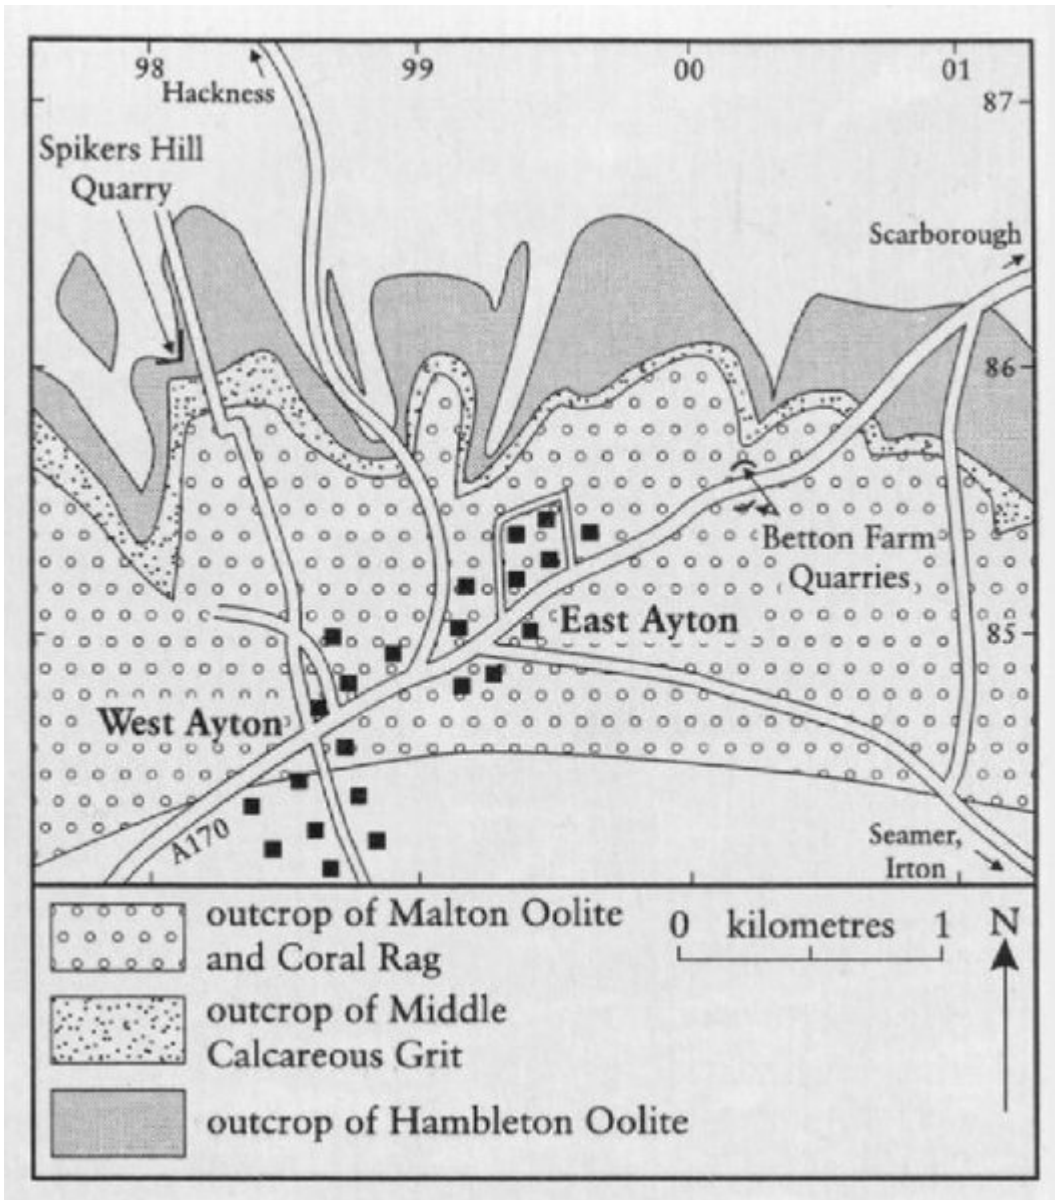 98
99
00
01
Hackness
87
Spikers Hill
Quarry
Scarborough
86
Betton Farm
Quarries
East Ayton
85
West Ayton
A170
Seamer,
Irton
outcrop of Malton Oolite
and Coral Rag
0 kilometres 1
N
outcrop of Middle
Calcareous Grit
outcrop of Hambleton Oolite